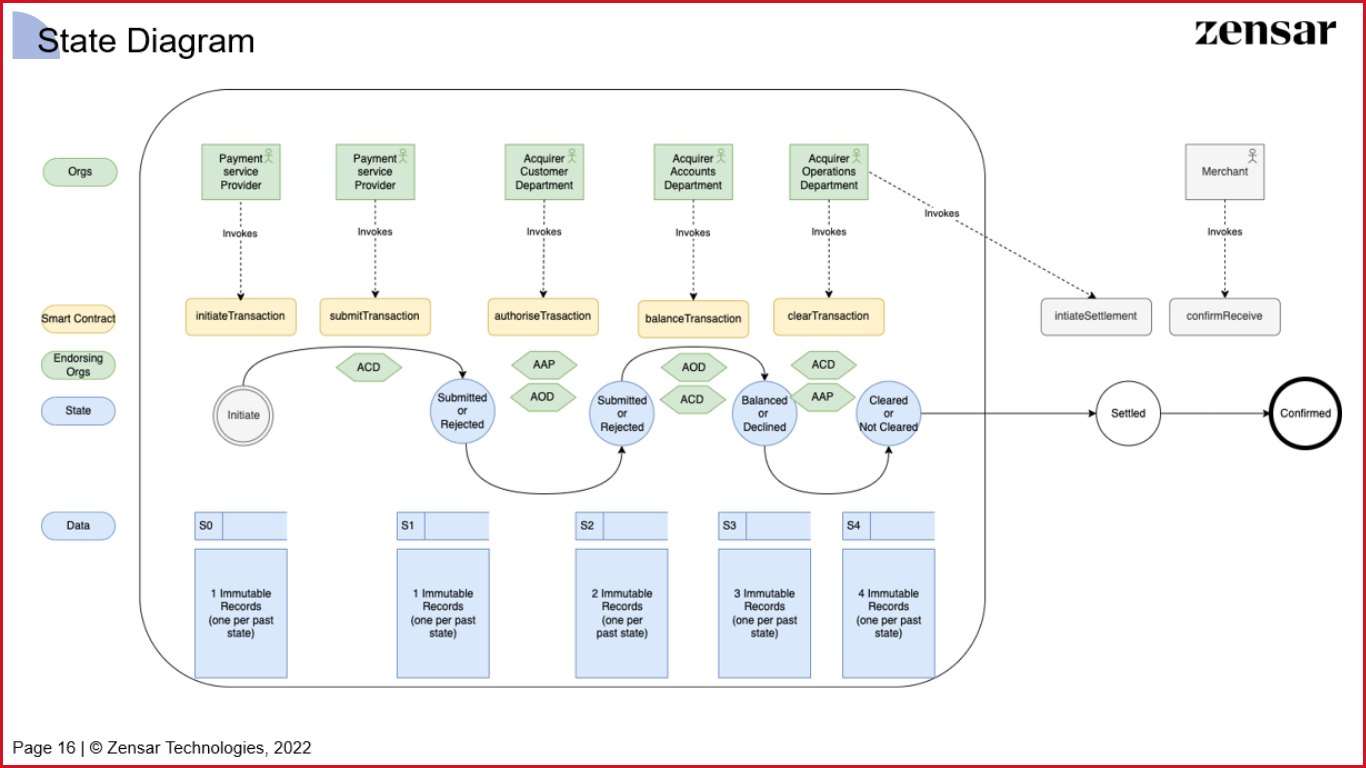 State Diagram
zensar
Orgs
Payment
service
Provider
Payment
service
Provider
Acquirer
Customer
Department
Acquirer
Accounts
Department
Acquirer
Operations
Department
Merchant
Invokes
Invokes
Invokes
Invokes
Invokes
Invokes
Invokes
Smart Contract
initiateTransaction
submitTransaction
authoriseTrasaction
balanceTransaction
clearTransaction
intiateSettlement
confirmReceive
Endorsing
Orgs
ACD
AAP
AOD
AOD
ACD
ACD
AAP
State
Initiate
Submitted
or
Rejected
Submitted
or
Rejected
Balanced
or
Declined
Cleared
or
Not Cleared
Settled
Confirmed
Data
S0
S1
S2
S3
S4
1 Immutable
Records
(one per past
state)
1 Immutable
Records
(one per past
state)
2 Immutable
Records
(one per
past state)
3 Immutable
Records
(one per past
state)
4 Immutable
Records
(one per past
state)
Page 16 | © Zensar Technologies, 2022